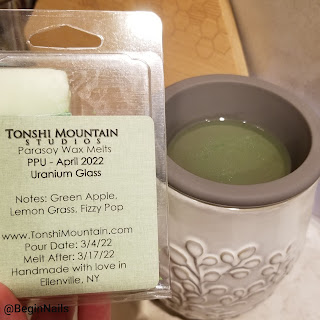 TONSHI MOUNTAIN
STUDIOS
Parasoy Wax Melts
PPU - April 2022
Uranium Glass
Notes: Green Apple,
Lemon Grass, Fizzy Pop
www.TonshiMountain.com
Pour Date: 3/4/22
Melt After: 3/17/22
Handmade with love in
Ellenville, NY
@BeginNails